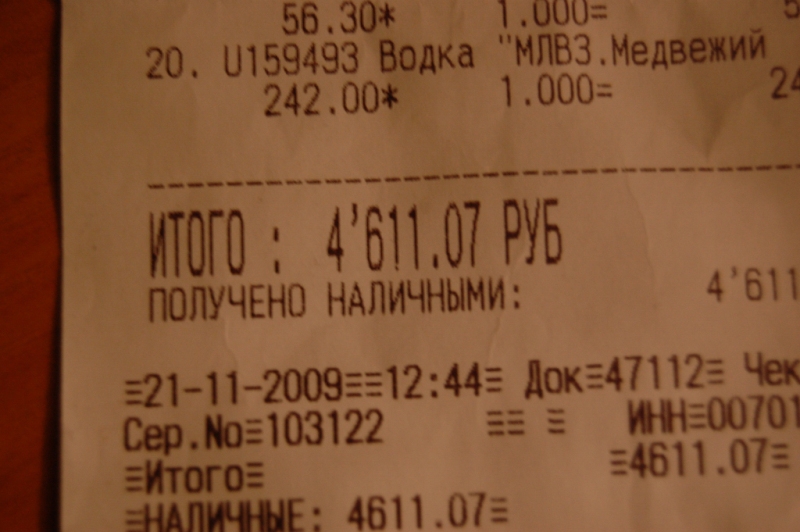 56.30* 1.000= 5
20. U159493 Водка "МЛВЗ.Медвежий
242.00* 1.000= 24
ИТОГО : 4'611.07 РУБ
ПОЛУЧЕНО НАЛИЧНЫМИ: 4'611
≡21-11-2009≡≡12:44≡ Док≡47112≡ Чек
Сер.No≡103122 ≡≡ ≡ ИНН≡00701
≡Итого≡ ≡4611.07≡
≡НАЛИЧНЫЕ: 4611.07≡